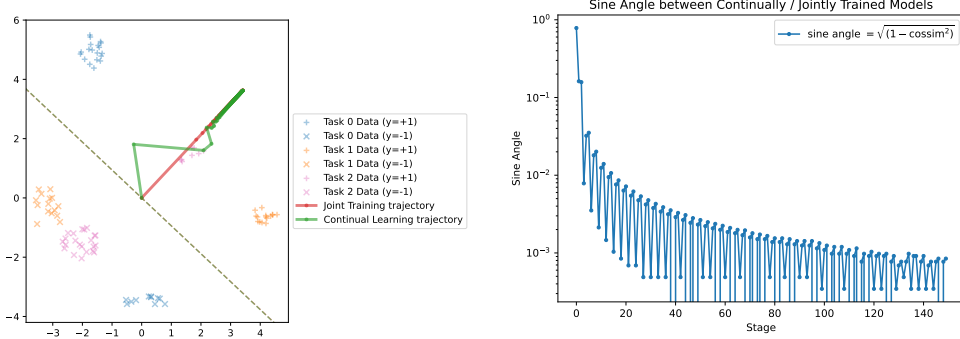 6
4
2
0
−2
−4
−3
−2
−1
0
1
2
3
4
Task 0 Data (y=+1)
Task 0 Data (y=-1)
Task 1 Data (y=+1)
Task 1 Data (y=-1)
Task 2 Data (y=+1)
Task 2 Data (y=-1)
Joint Training trajectory
Continual Learning trajectory
Sine Angle between Continually / Jointly Trained Models
sine angle = √(1 − cossim²)
Sine Angle
10⁰
10⁻¹
10⁻²
10⁻³
0
20
40
60
80
100
120
140
Stage